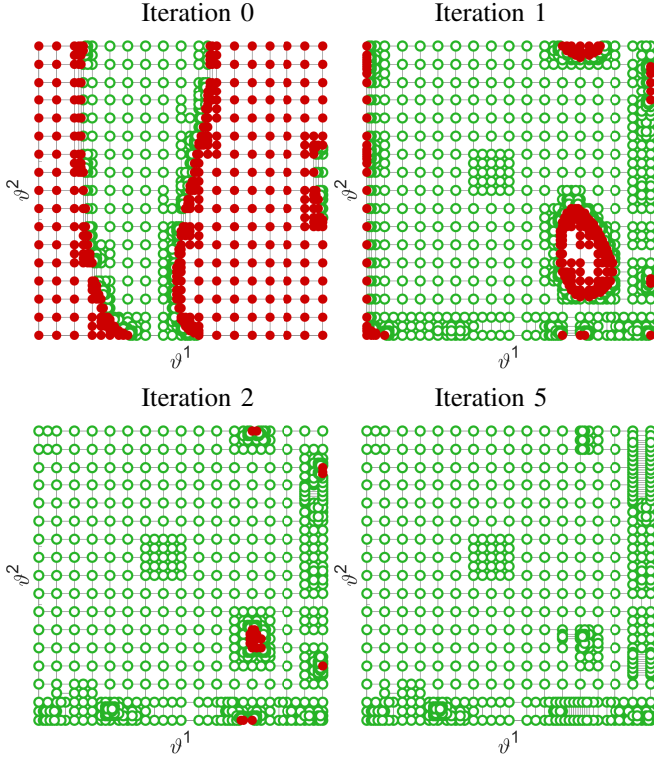 Iteration 0
Iteration 1
ϑ2
ϑ2
ϑ1
ϑ1
Iteration 2
Iteration 5
ϑ2
ϑ2
ϑ1
ϑ1